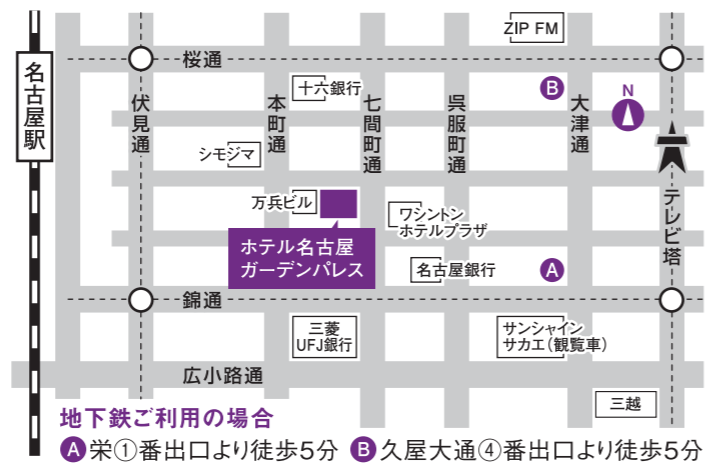 ZIP FM
桜通
名古屋駅
十六銀行
B
N
伏見通
本町通
七間町通
呉服町通
大津通
シモジマ
万兵ビル
ワシントン
ホテルプラザ
テレビ塔
ホテル名古屋
ガーデンパレス
名古屋銀行
A
錦通
三菱
UFJ銀行
サンシャイン
サカエ(観覧車)
広小路通
三越
地下鉄ご利用の場合
A栄①番出口より徒歩5分 B久屋大通④番出口より徒歩5分